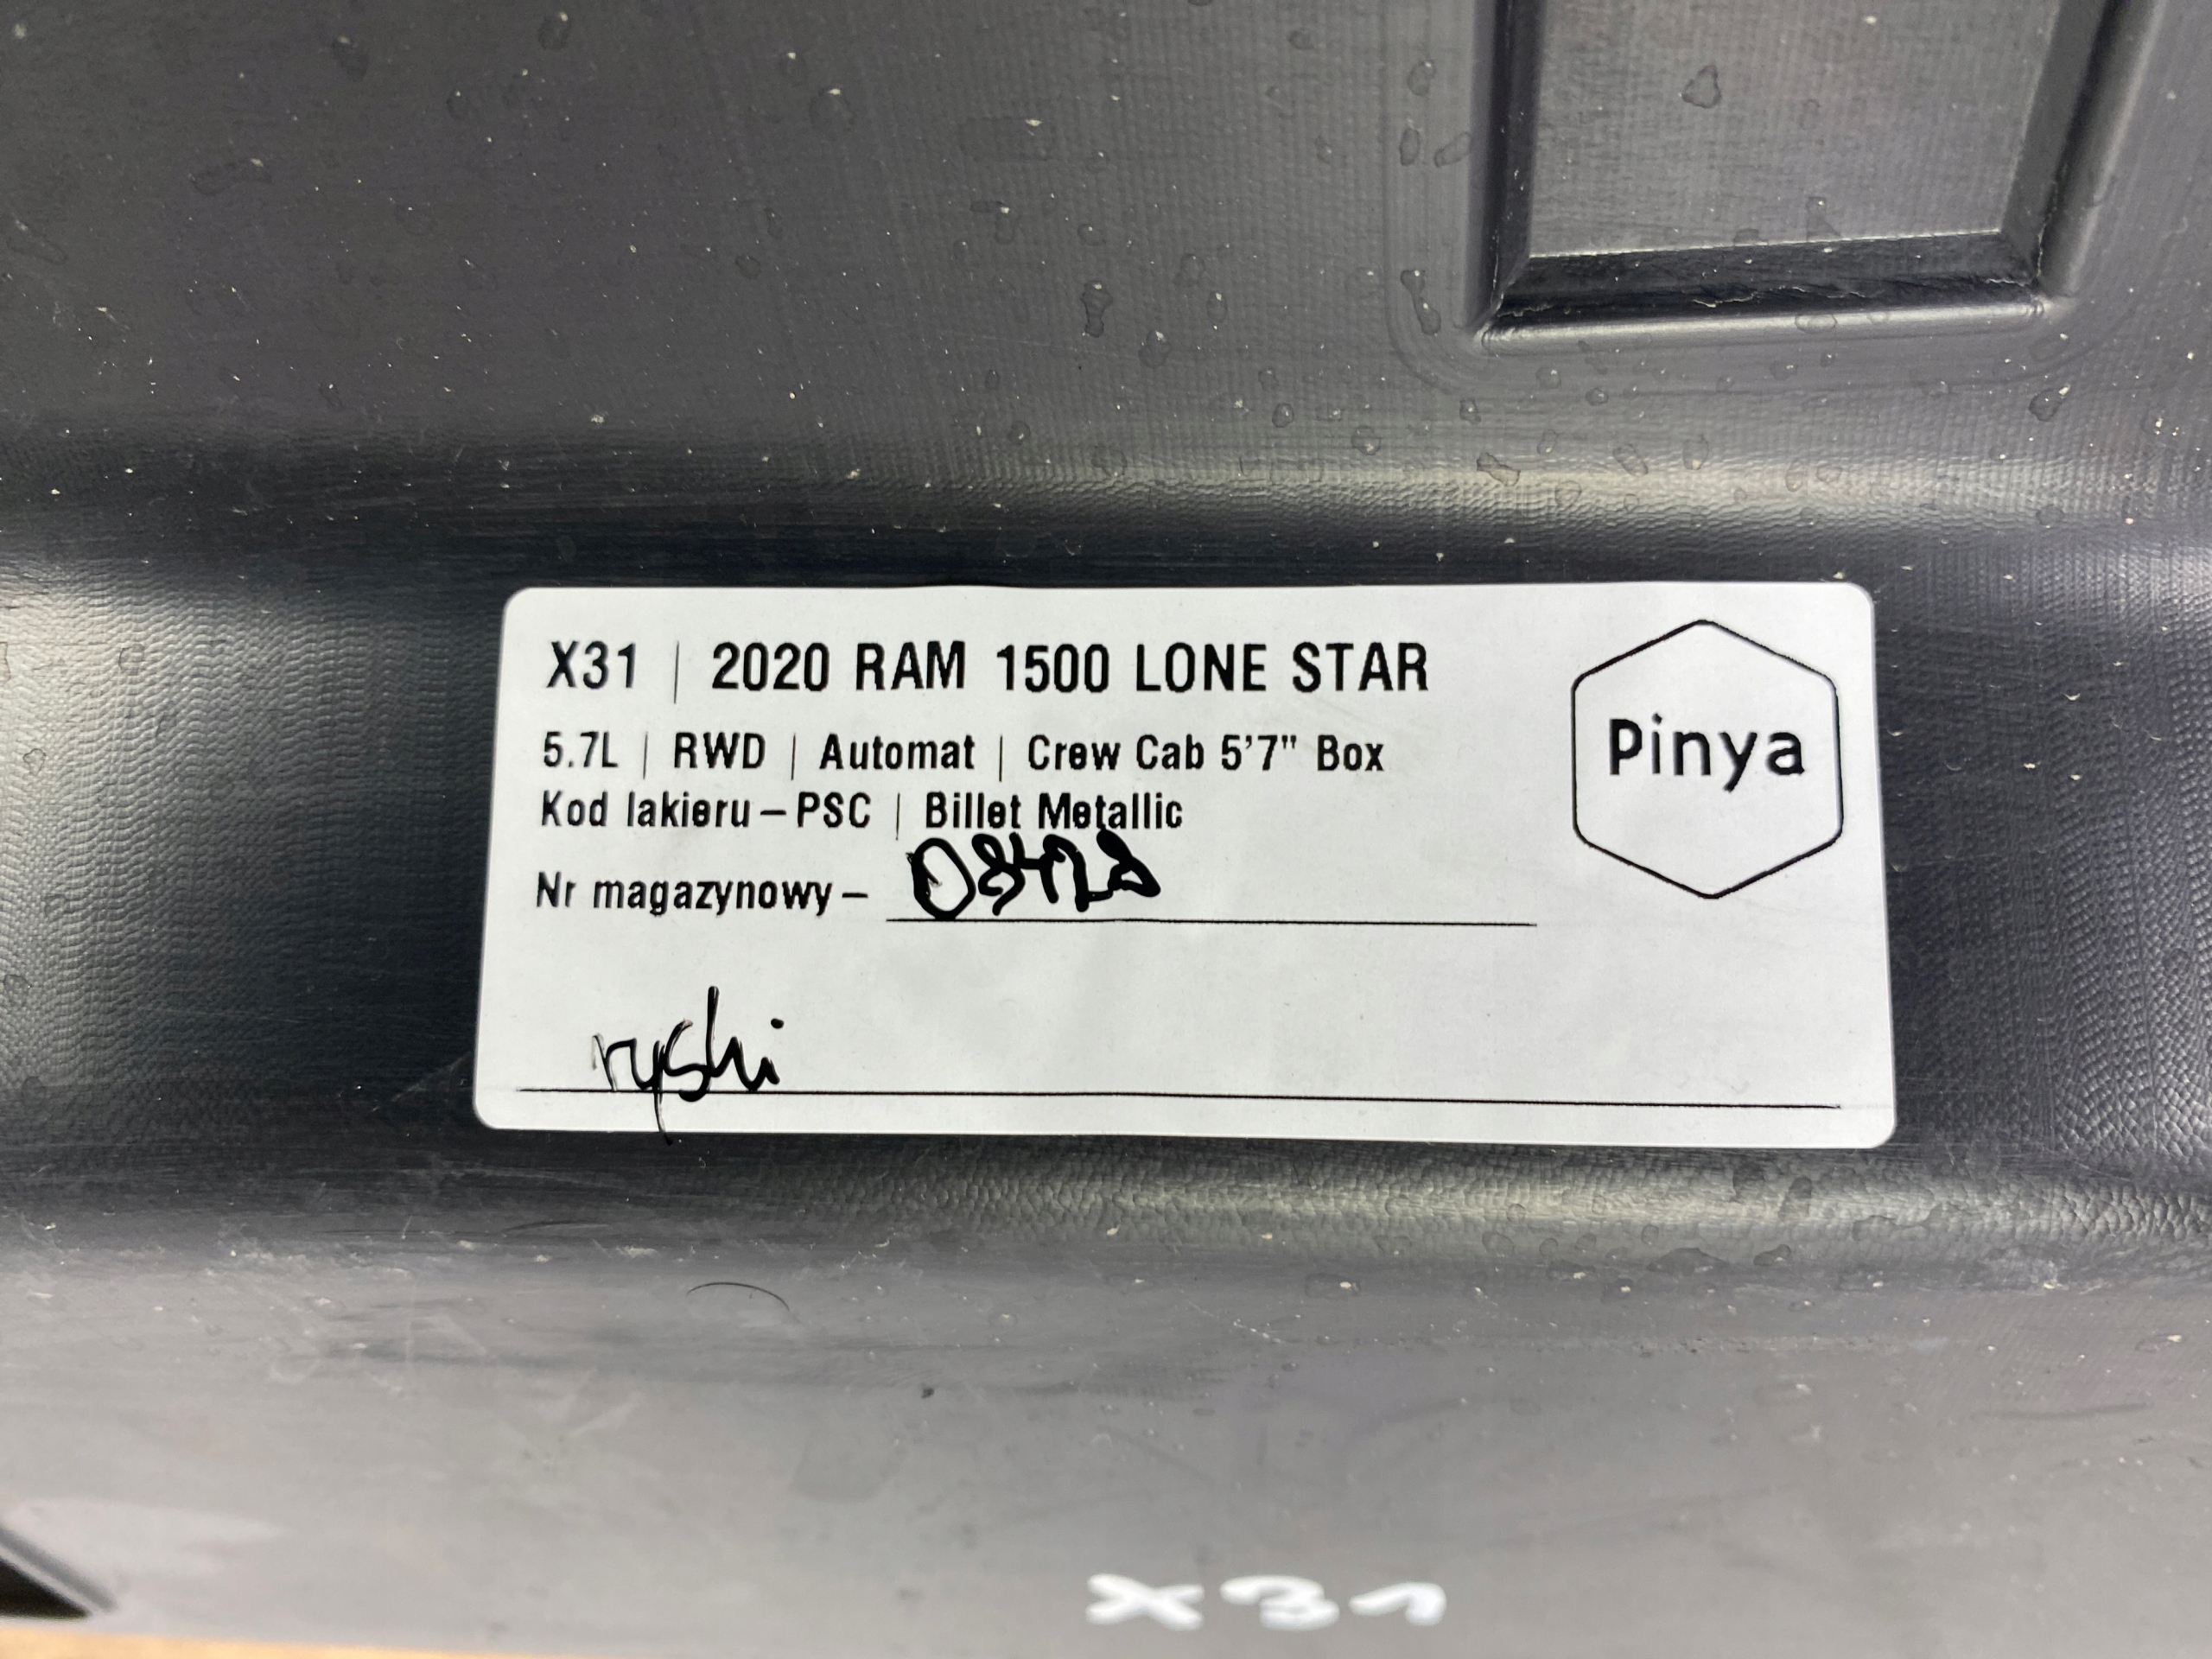 X31 | 2020 RAM 1500 LONE STAR
5.7L | RWD | Automat | Crew Cab 5'7" Box
Kod lakieru – PSC | Billet Metallic
Nr magazynowy –
Pinya
X31